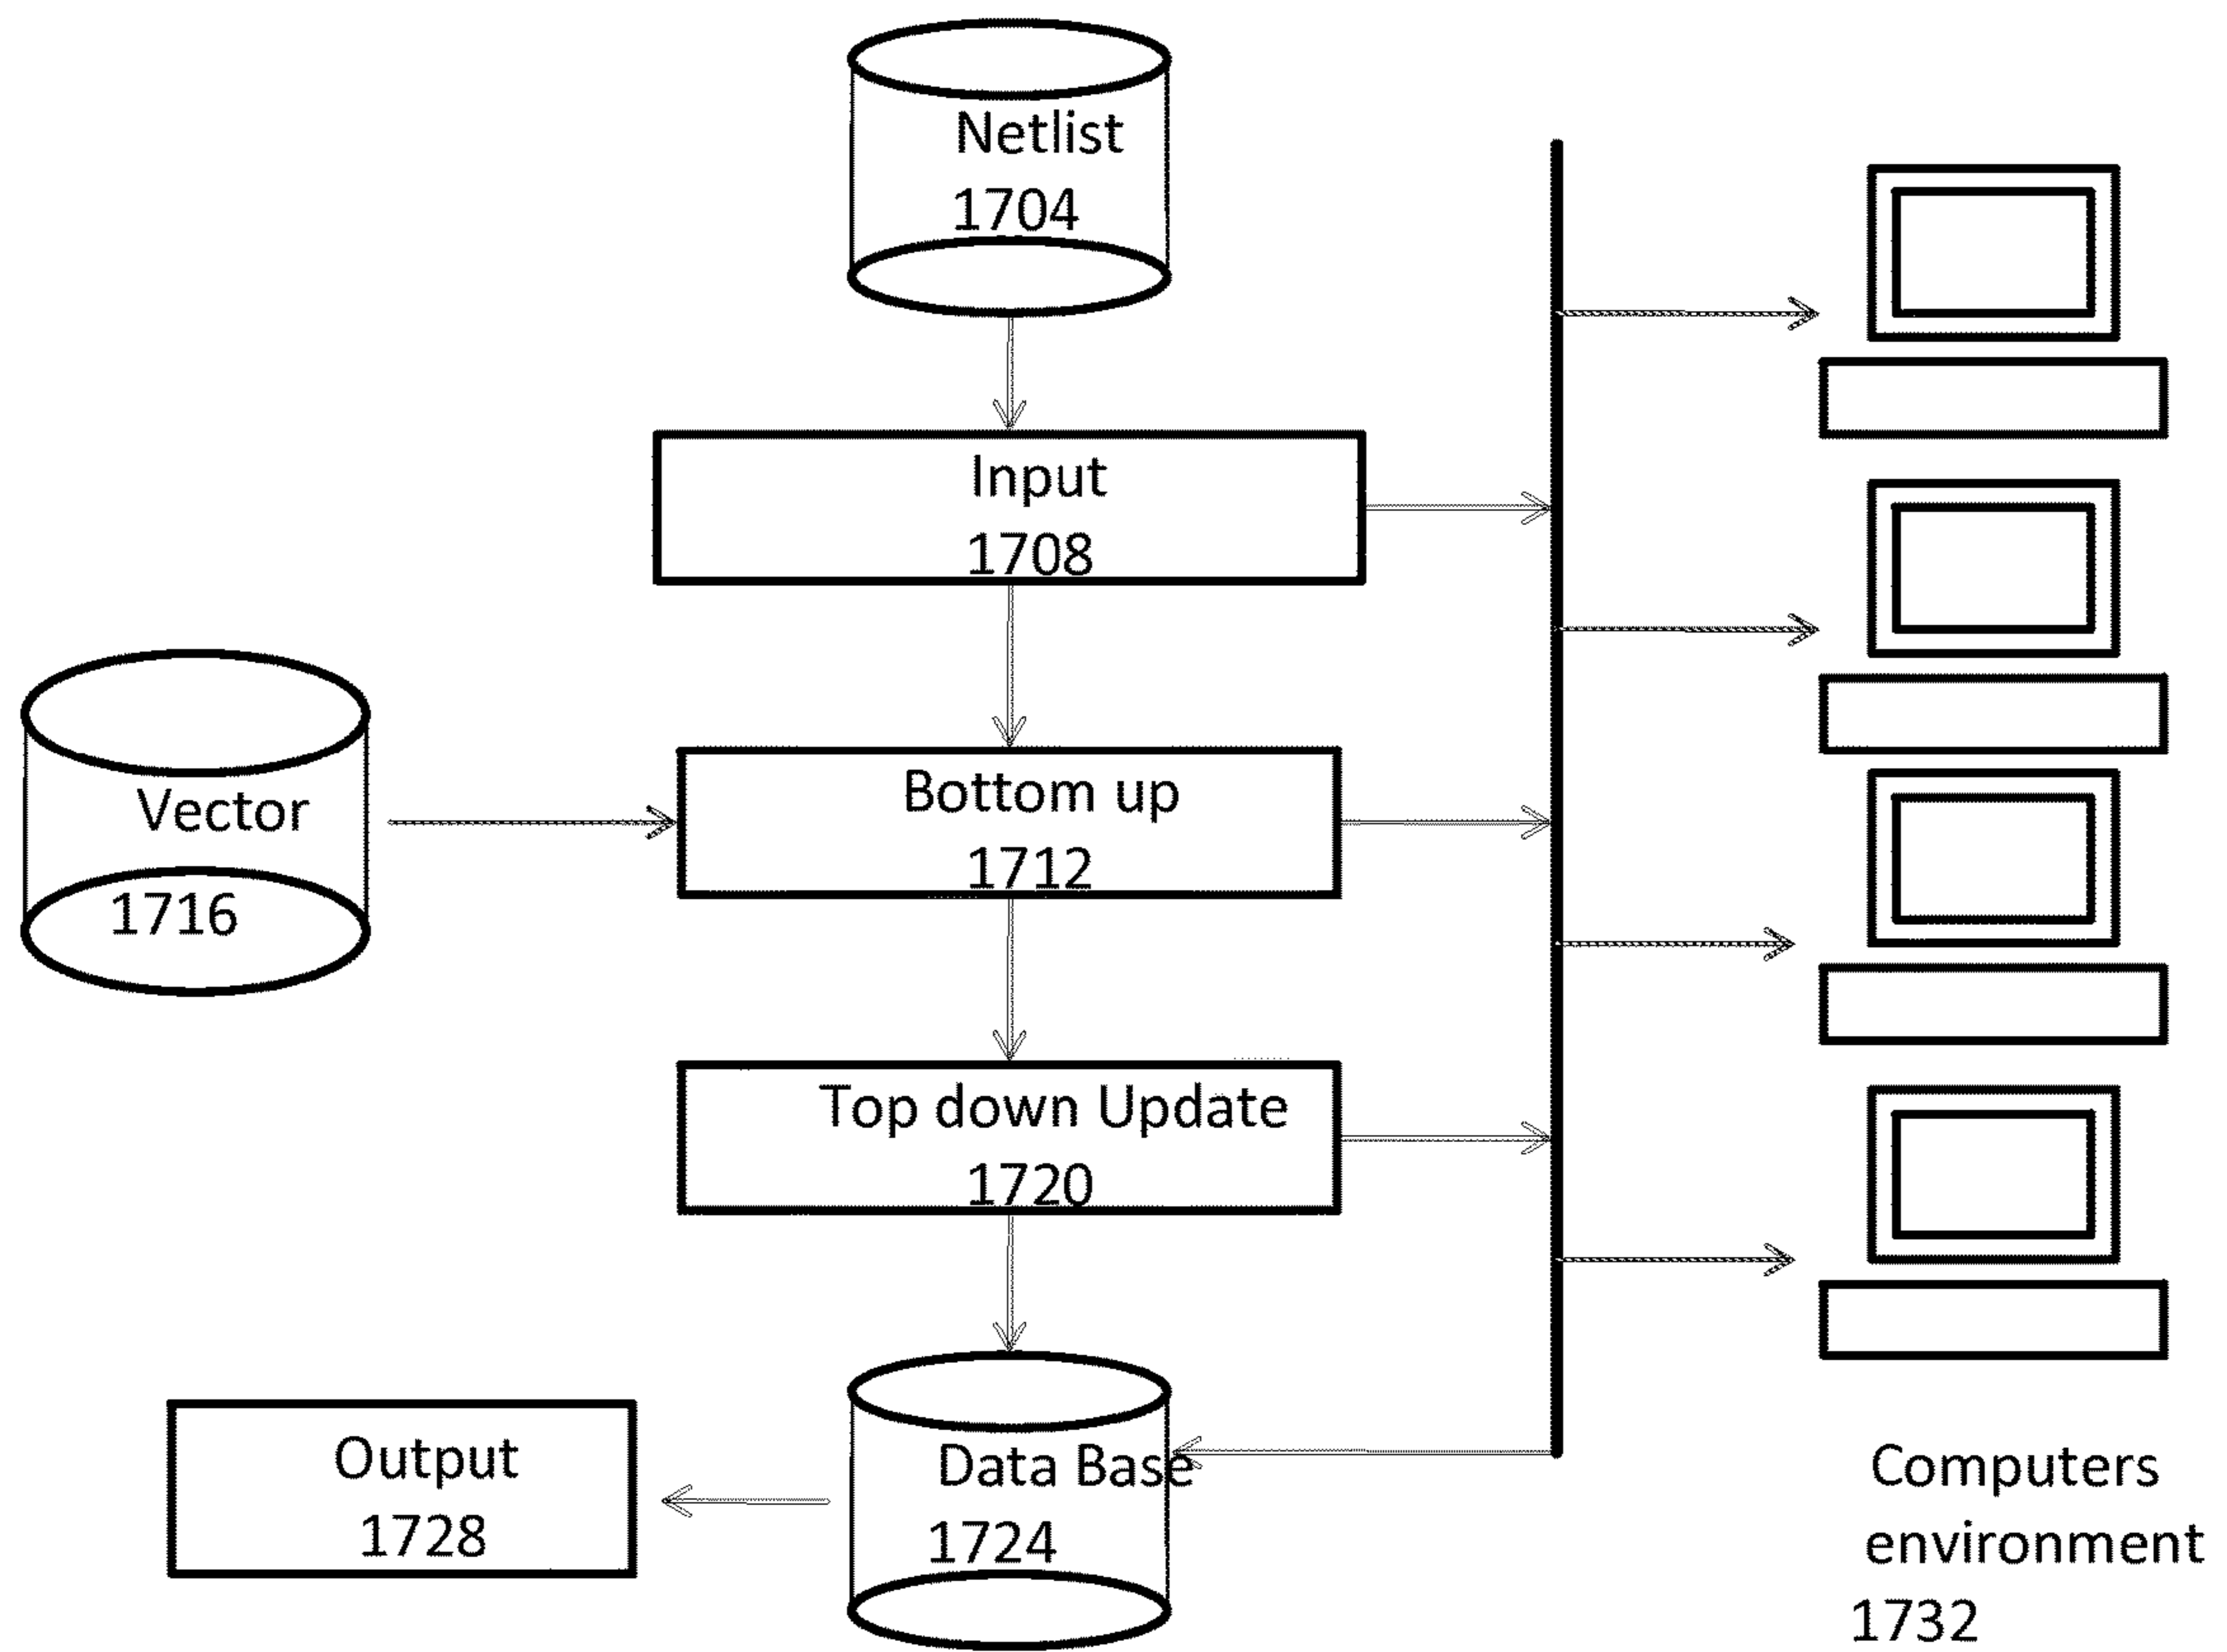 Netlist
1704
Input
1708
Vector
1716
Bottom up
1712
Top down Update
1720
Output
1728
Data Base
1724
Computers
environment
1732